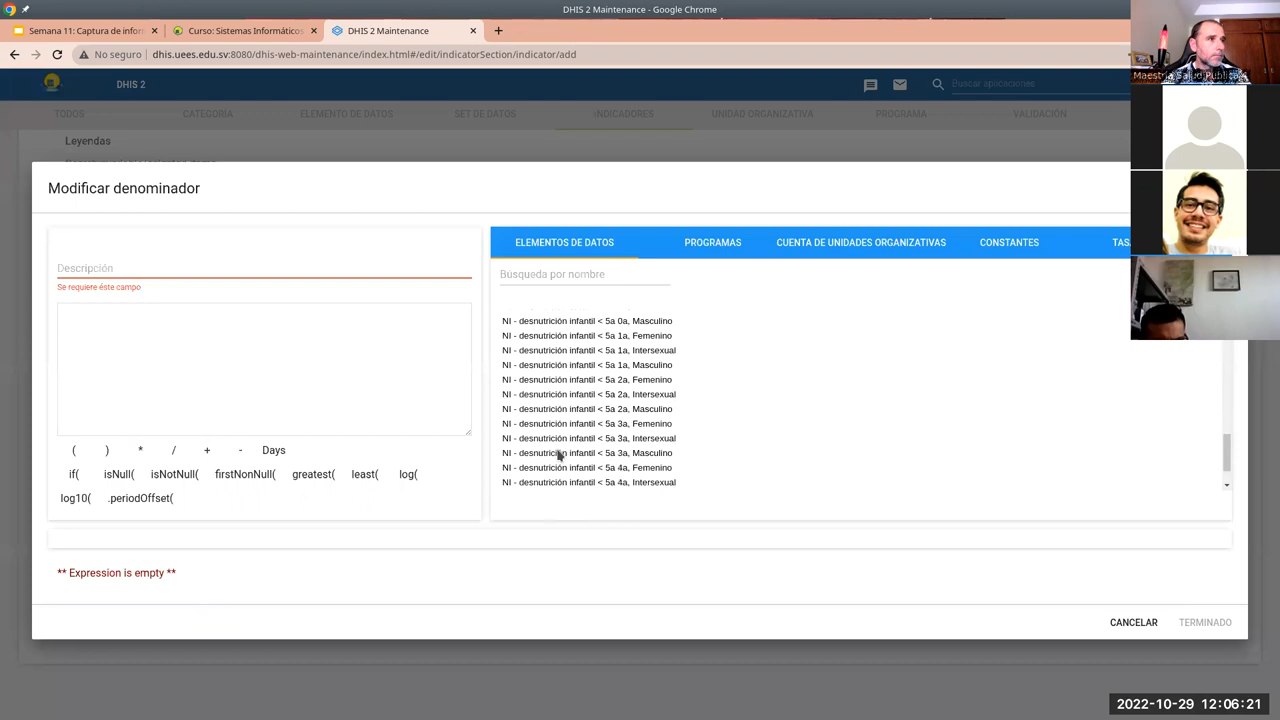 DHIS 2 Maintenance - Google Chrome
Semana 11: Captura de infor
Curso: Sistemas Informáticos
DHIS 2 Maintenance
No seguro
dhis.uees.edu.sv:8080/dhis-web-maintenance/index.html#/edit/indicatorSection/indicator/add
DHIS 2
Buscar aplicaciones
TODOS
CATEGORIA
ELEMENTO DE DATOS
SET DE DATOS
INDICADORES
UNIDAD ORGANIZATIVA
PROGRAMA
VALIDACIÓN
Maestria Salud Publica
Leyendas
Modificar denominador
Descripción
Se requiere éste campo
( ) * / + - Days
if( isNull( isNotNull( firstNonNull( greatest( least( log(
log10( .periodOffset(
ELEMENTOS DE DATOS
PROGRAMAS
CUENTA DE UNIDADES ORGANIZATIVAS
CONSTANTES
TAS
Búsqueda por nombre
NI - desnutrición infantil < 5a 0a, Masculino
NI - desnutrición infantil < 5a 1a, Femenino
NI - desnutrición infantil < 5a 1a, Intersexual
NI - desnutrición infantil < 5a 1a, Masculino
NI - desnutrición infantil < 5a 2a, Femenino
NI - desnutrición infantil < 5a 2a, Intersexual
NI - desnutrición infantil < 5a 2a, Masculino
NI - desnutrición infantil < 5a 3a, Femenino
NI - desnutrición infantil < 5a 3a, Intersexual
NI - desnutrición infantil < 5a 3a, Masculino
NI - desnutrición infantil < 5a 4a, Femenino
NI - desnutrición infantil < 5a 4a, Intersexual
** Expression is empty **
CANCELAR
TERMINADO
2022-10-29 12:06:21